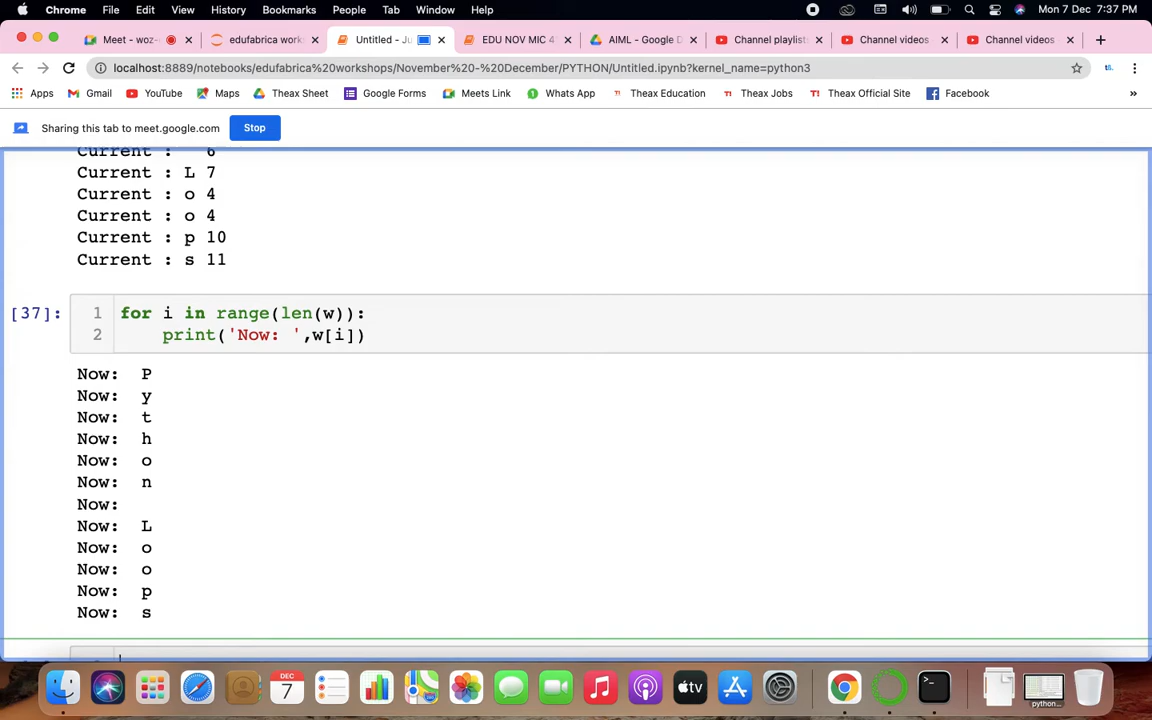 Chrome File Edit View History Bookmarks People Tab Window Help Mon 7 Dec 7:37 PM
Meet - woz- edufabrica work Untitled - Ju EDU NOV MIC 4 AIML - Google D Channel playlist Channel videos - Channel videos -
localhost:8889/notebooks/edufabrica%20workshops/November%20-%20December/PYTHON/Untitled.ipynb?kernel_name=python3
Apps Gmail YouTube Maps Theax Sheet Google Forms Meets Link Whats App Theax Education Theax Jobs Theax Official Site Facebook »
Sharing this tab to meet.google.com Stop
Current : 6
Current : L 7
Current : o 4
Current : o 4
Current : p 10
Current : s 11
[37]: 1 for i in range(len(w)):
2 print('Now: ',w[i])
Now: P
Now: y
Now: t
Now: h
Now: o
Now: n
Now:
Now: L
Now: o
Now: o
Now: p
Now: s
DEC
7
tv
python...